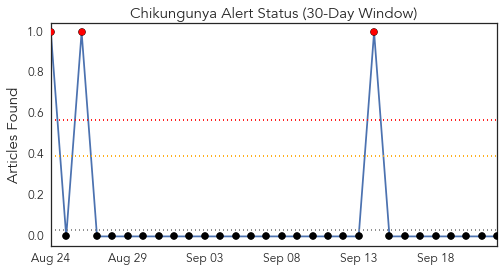 Chikungunya Alert Status (30-Day Window)
Articles Found
1.0
0.8
0.6
0.4
0.2
0.0
Aug 24 Aug 29 Sep 03 Sep 08 Sep 13 Sep 18